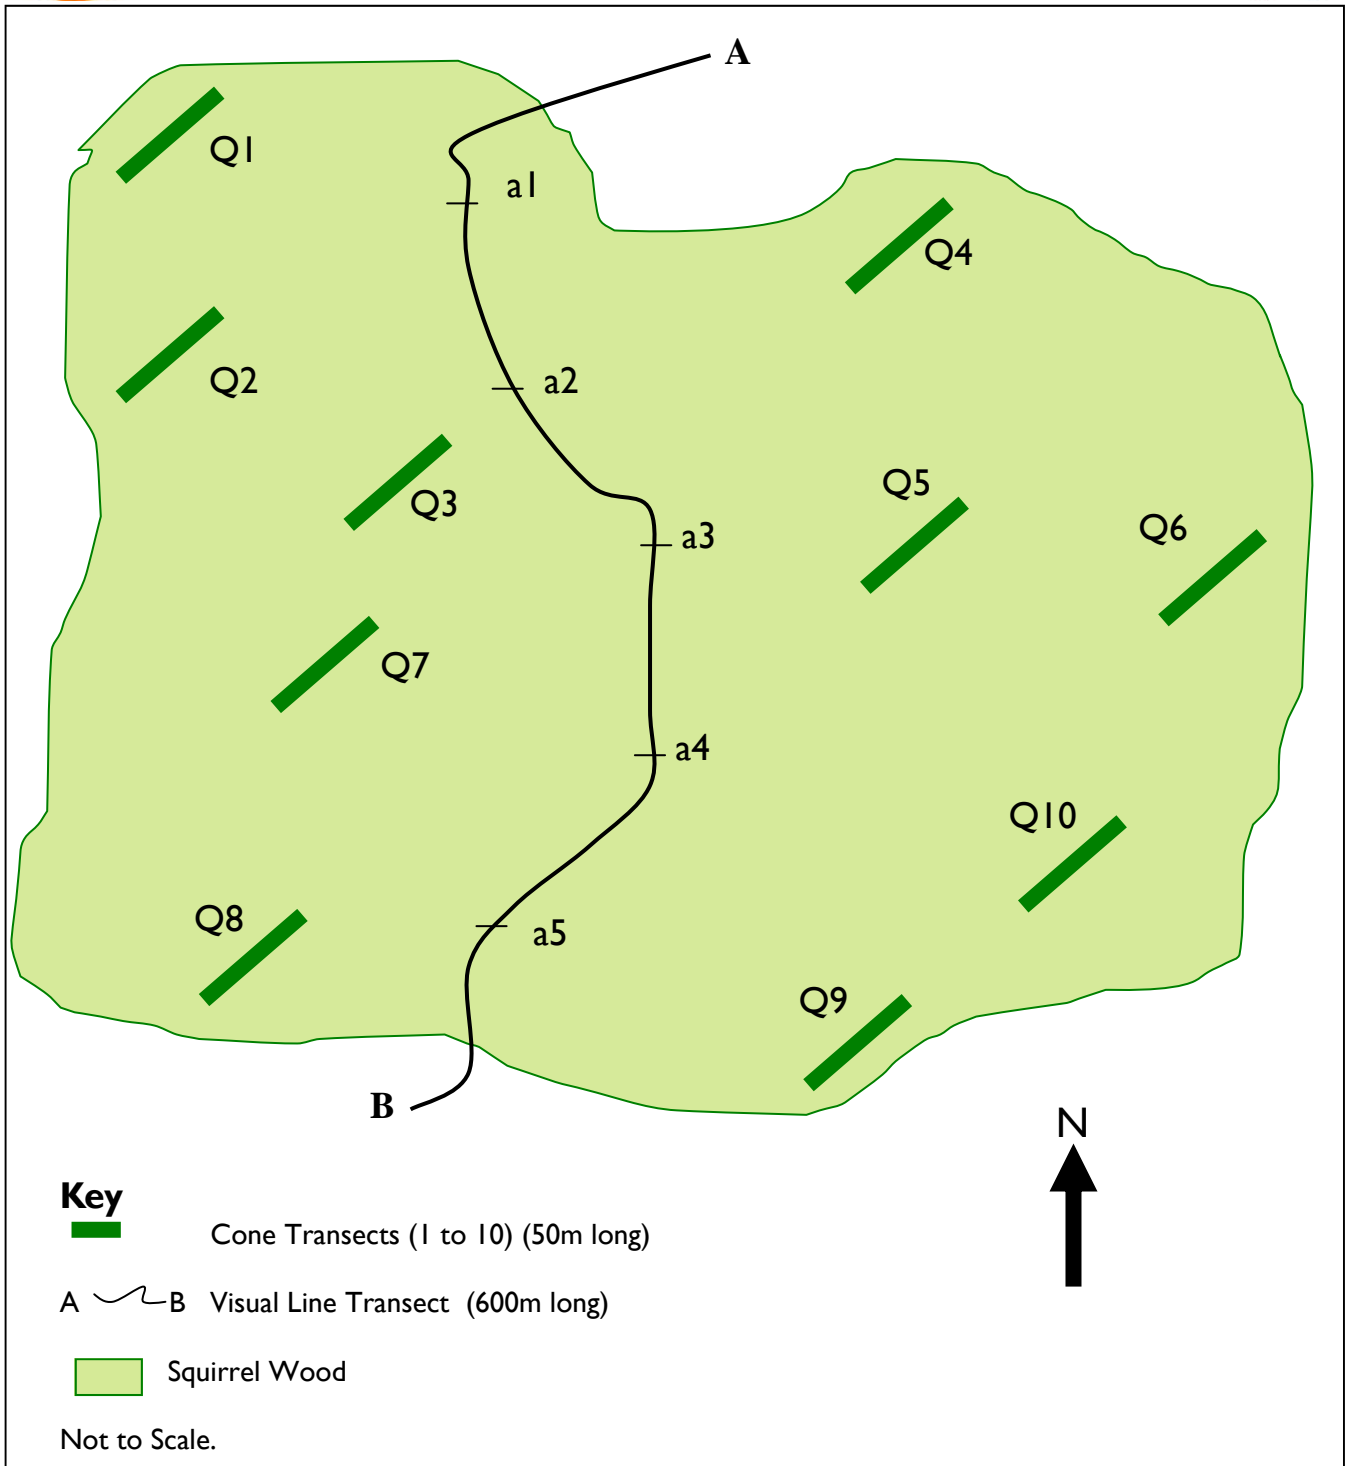 A
Q1
a1
Q4
Q2
a2
Q3
Q5
Q6
a3
Q7
a4
Q10
Q8
a5
Q9
B
N
Key
Cone Transects (1 to 10) (50m long)
A B Visual Line Transect (600m long)
Squirrel Wood
Not to Scale.